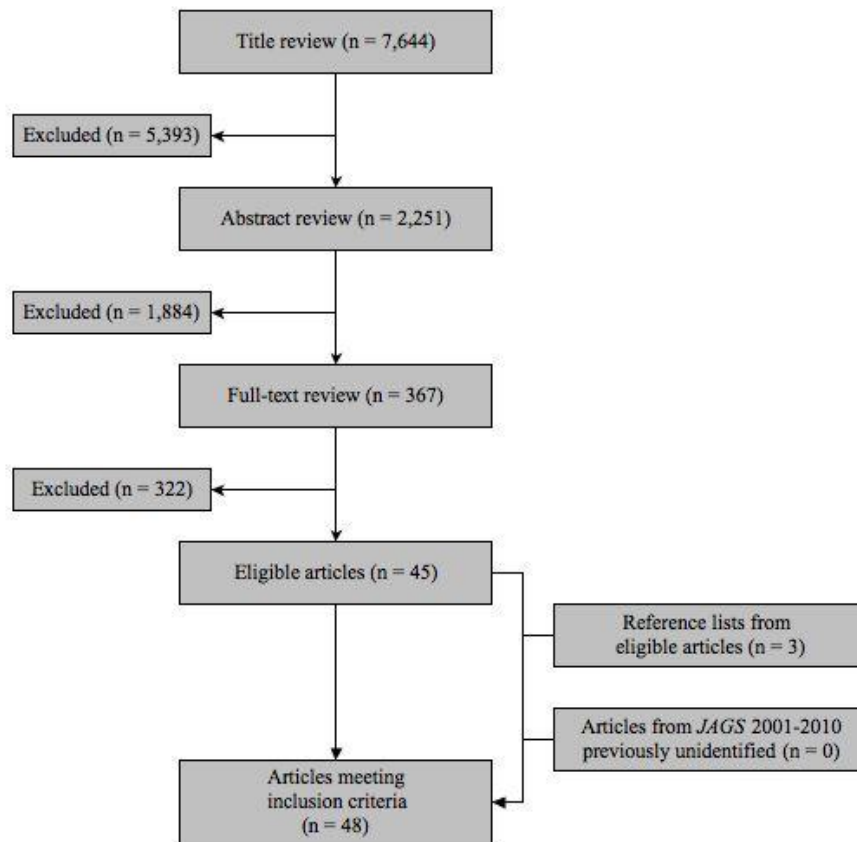 Title review (n = 7,644)
Excluded (n = 5,393)
Abstract review (n = 2,251)
Excluded (n = 1,884)
Full-text review (n = 367)
Excluded (n = 322)
Eligible articles (n = 45)
Reference lists from
eligible articles (n = 3)
Articles from JAGS 2001-2010
previously unidentified (n = 0)
Articles meeting
inclusion criteria
(n = 48)